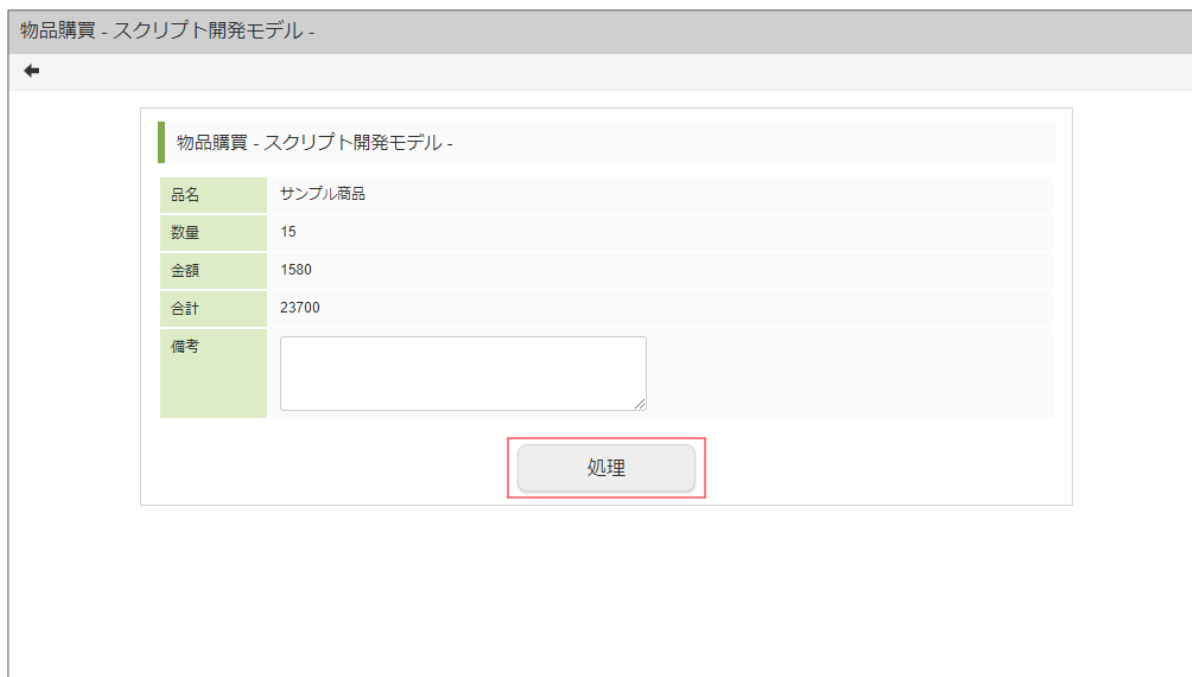 物品購買 - スクリプト開発モデル -
物品購買 - スクリプト開発モデル -
品名 サンプル商品
数量 15
金額 1580
合計 23700
備考
処理